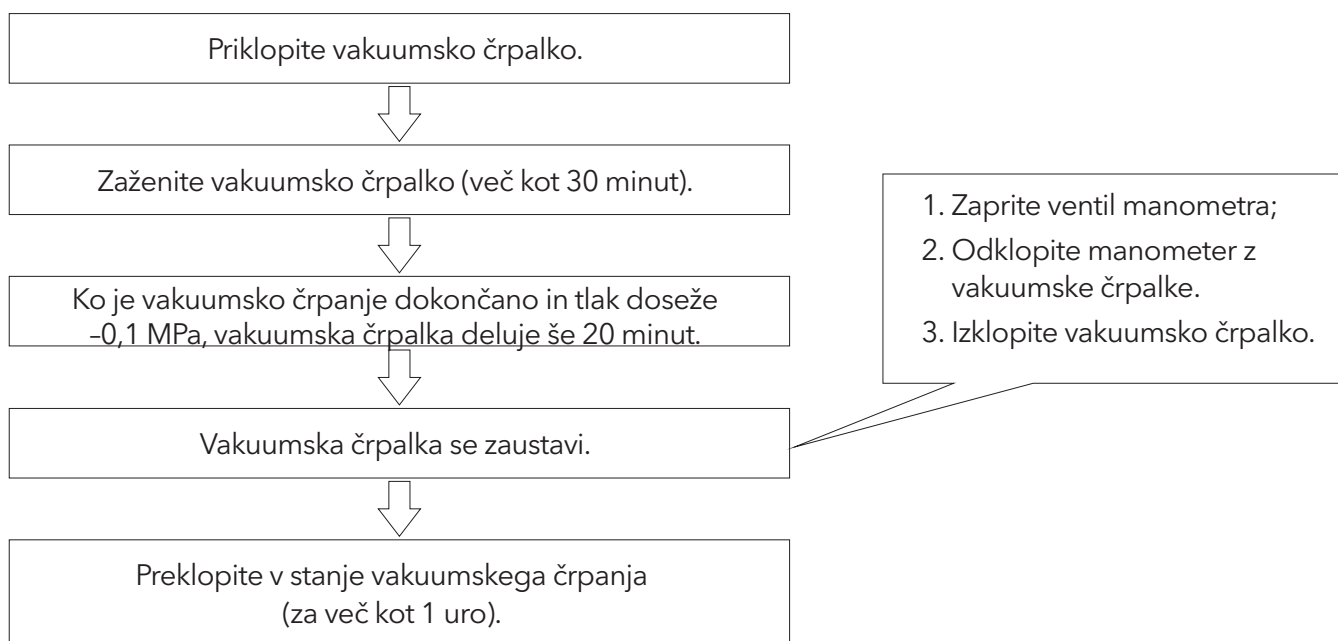 Priklopite vakuumsko črpalko.
Zaženite vakuumsko črpalko (več kot 30 minut).
Ko je vakuumsko črpanje dokončano in tlak doseže
–0,1 MPa, vakuumska črpalka deluje še 20 minut.
Vakuumska črpalka se zaustavi.
1. Zaprite ventil manometra;
2. Odklopite manometer z
vakuumske črpalke.
3. Izklopite vakuumsko črpalko.
Preklopite v stanje vakuumskega črpanja
(za več kot 1 uro).